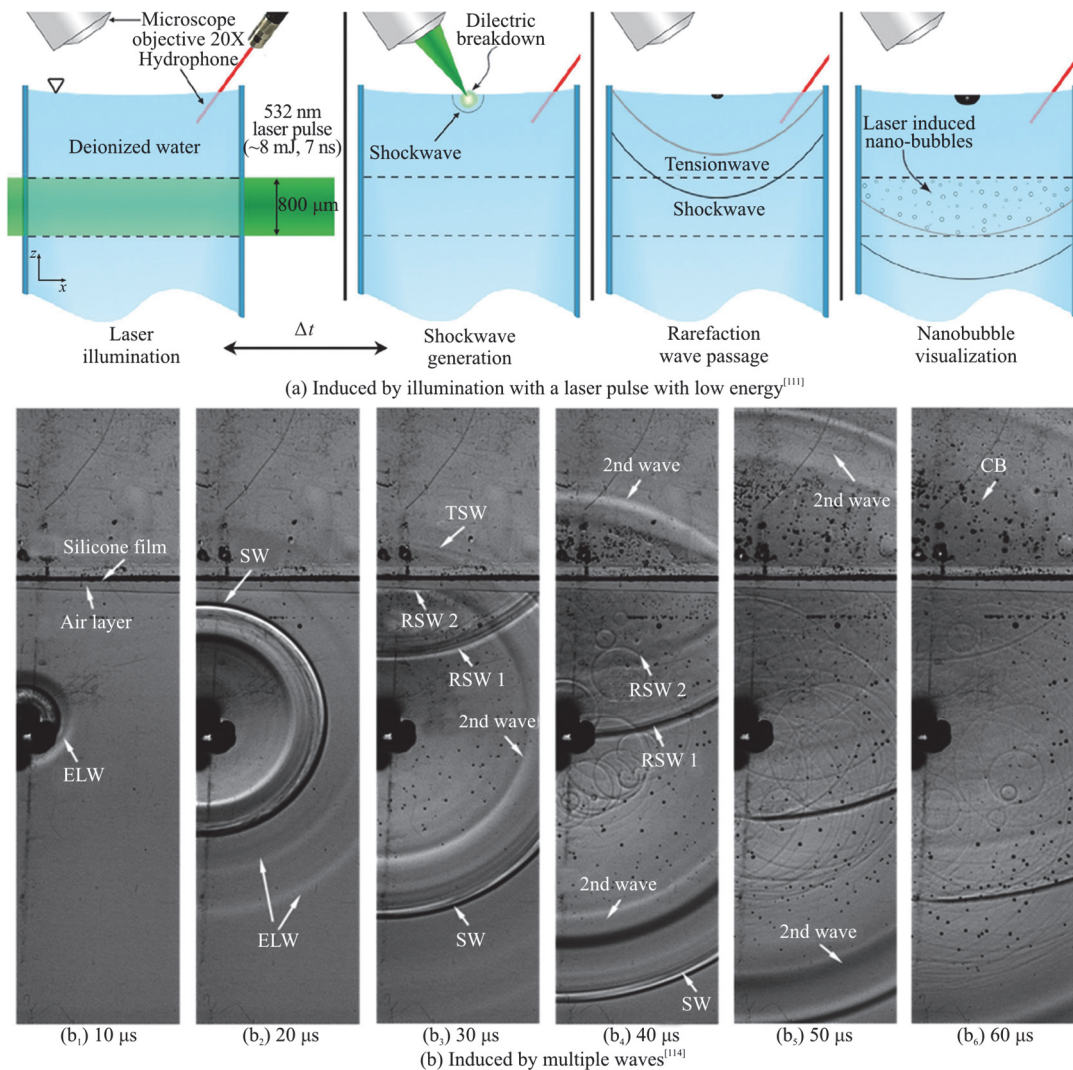 Microscope
objective 20X
Hydrophone
Deionized water
532 nm
laser pulse
(~8 mJ, 7 ns)
800 μm
z
x
Laser
illumination
Δt
Dilectric
breakdown
Shockwave
Shockwave
generation
Tensionwave
Shockwave
Rarefaction
wave passage
Laser induced
nano-bubbles
Nanobubble
visualization
(a) Induced by illumination with a laser pulse with low energy[111]
Silicone film
Air layer
ELW
(b1) 10 μs
SW
ELW
(b2) 20 μs
TSW
RSW 2
RSW 1
2nd wave
SW
(b3) 30 μs
2nd wave
RSW 2
RSW 1
2nd wave
SW
(b4) 40 μs
2nd wave
2nd wave
(b5) 50 μs
CB
(b6) 60 μs
(b) Induced by multiple waves[114]